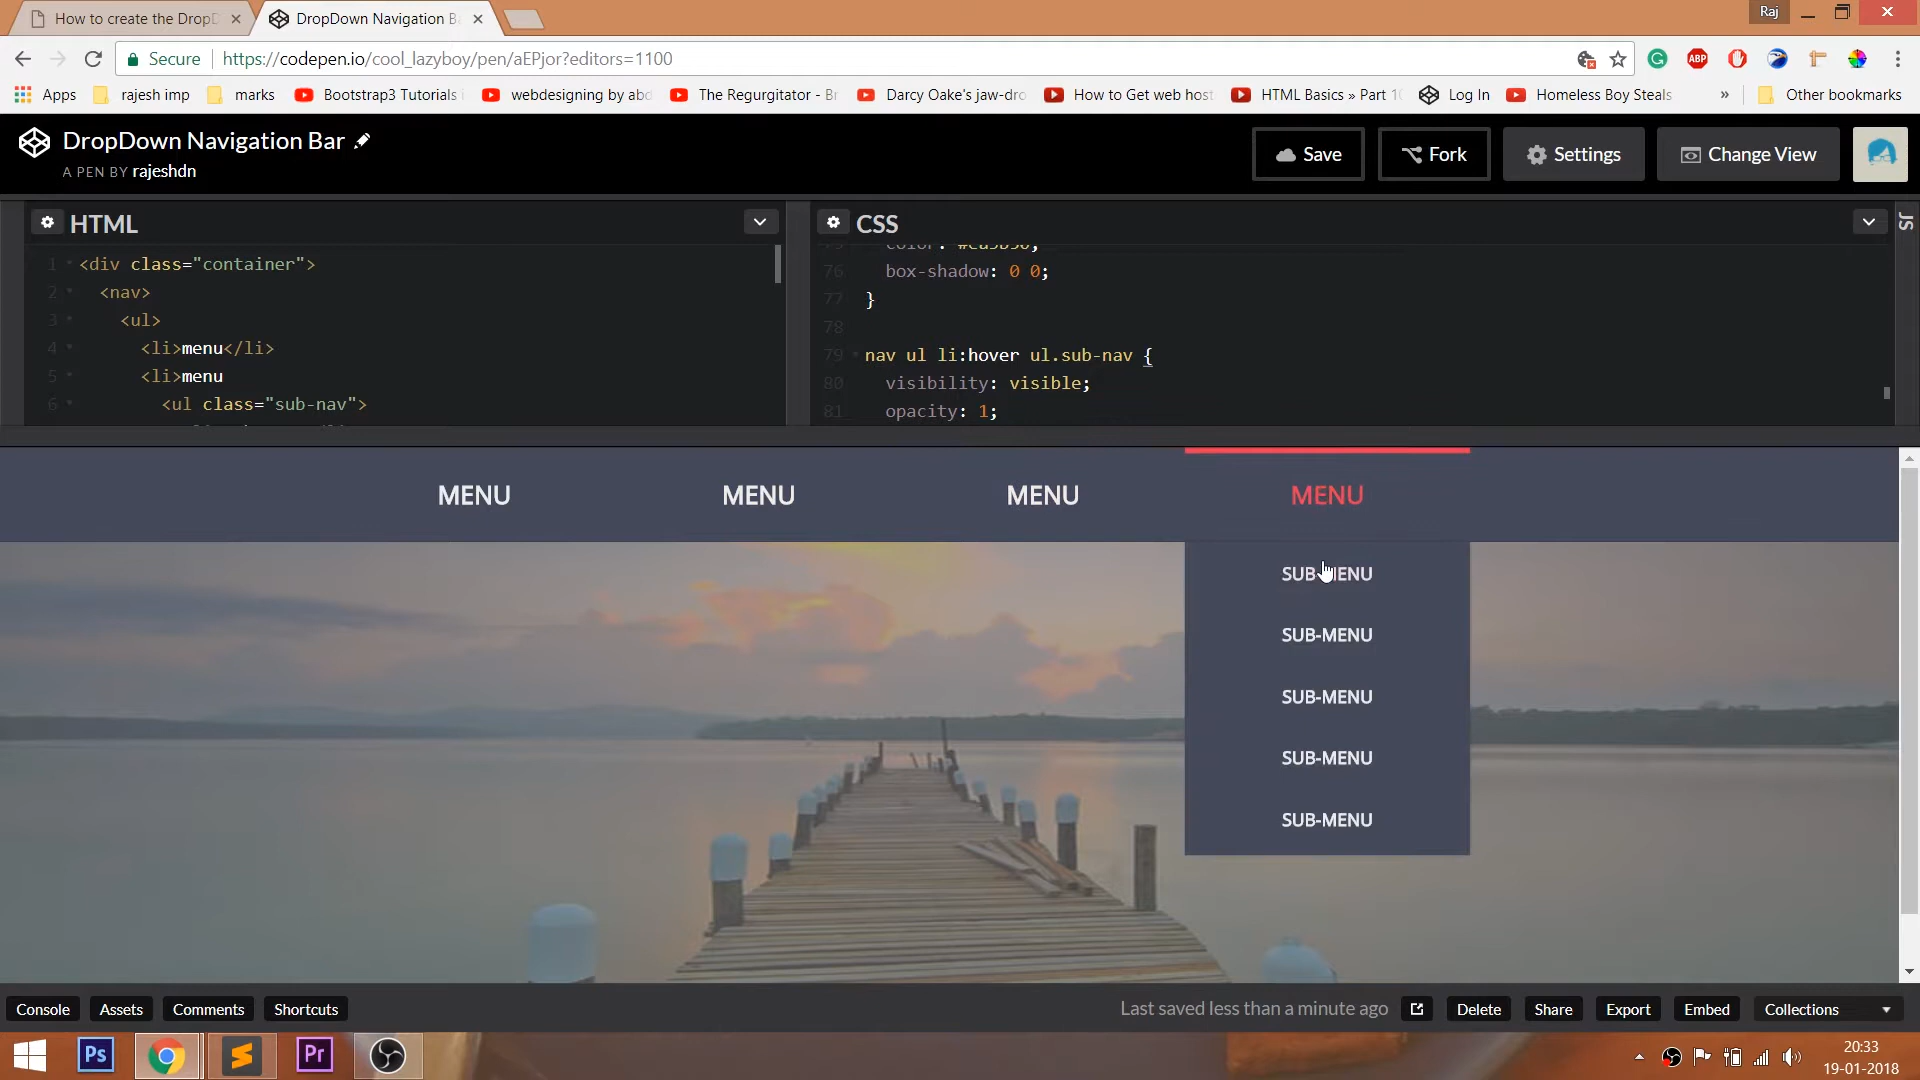 How to create the DropD
DropDown Navigation B
Raj
Secure
https://codepen.io/cool_lazyboy/pen/aEPjor?editors=1100
ABP
Apps
rajesh imp
marks
Bootstrap3 Tutorials
webdesigning by abd
The Regurgitator - Br
Darcy Oake's jaw-dro
How to Get web host
HTML Basics » Part 1
Log In
Homeless Boy Steals
»
Other bookmarks
DropDown Navigation Bar
A PEN BY rajeshdn
Save
Fork
Settings
Change View
HTML
1 <div class="container">
2 <nav>
3 <ul>
4 <li>menu</li>
5 <li>menu
6 <ul class="sub-nav">
CSS
JS
76 box-shadow: 0 0;
77 }
78
79 nav ul li:hover ul.sub-nav {
80 visibility: visible;
81 opacity: 1;
MENU MENU MENU MENU
SUB-MENU
SUB-MENU
SUB-MENU
SUB-MENU
SUB-MENU
Console
Assets
Comments
Shortcuts
Last saved less than a minute ago
Delete
Share
Export
Embed
Collections
Ps
Pr
20:33
19-01-2018